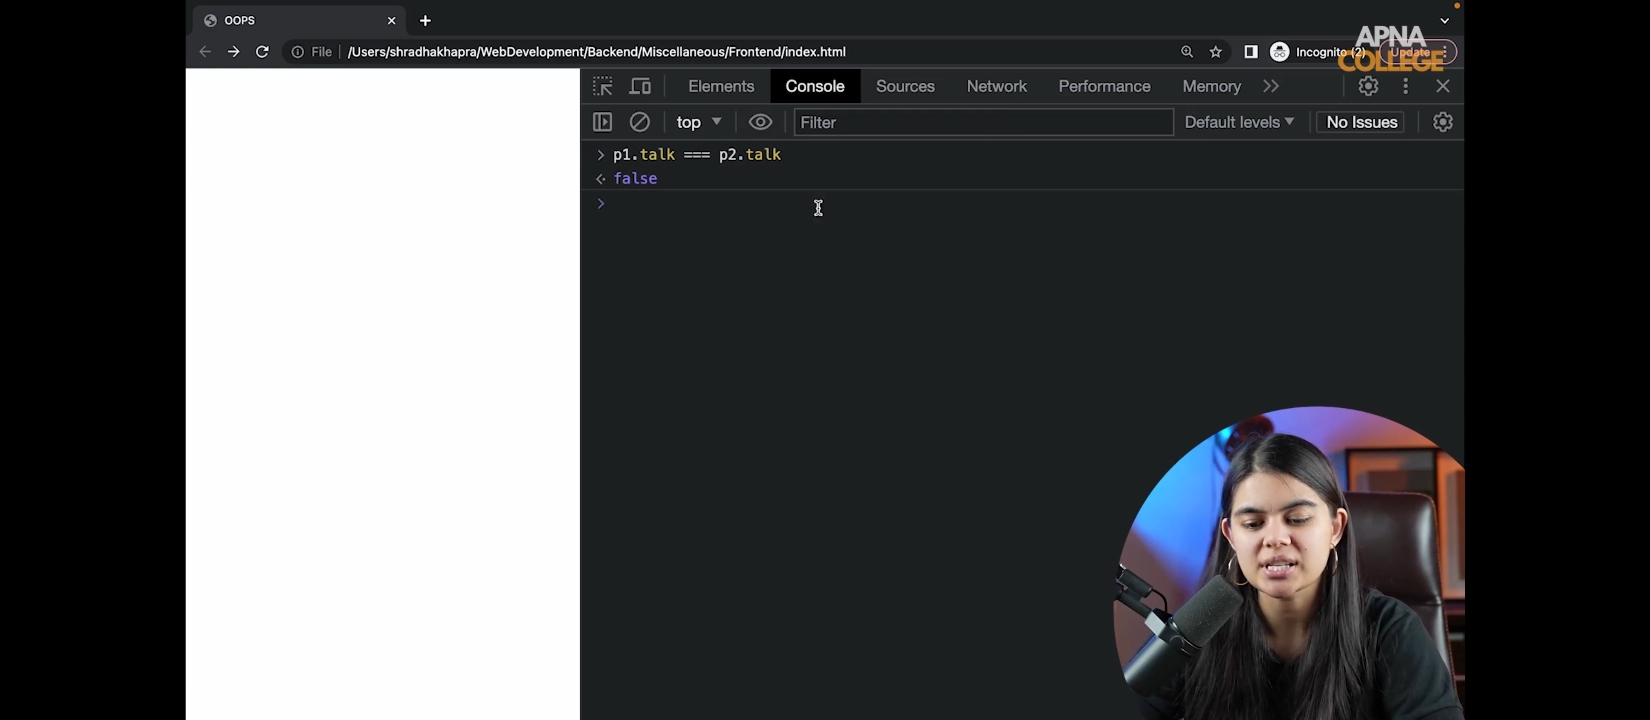 OOPS
File
/Users/shradhakhapra/WebDevelopment/Backend/Miscellaneous/Frontend/index.html
Incognito (2)
Update
APNA
COLLEGE
Elements
Console
Sources
Network
Performance
Memory
top
Filter
Default levels
No Issues
p1.talk === p2.talk
false